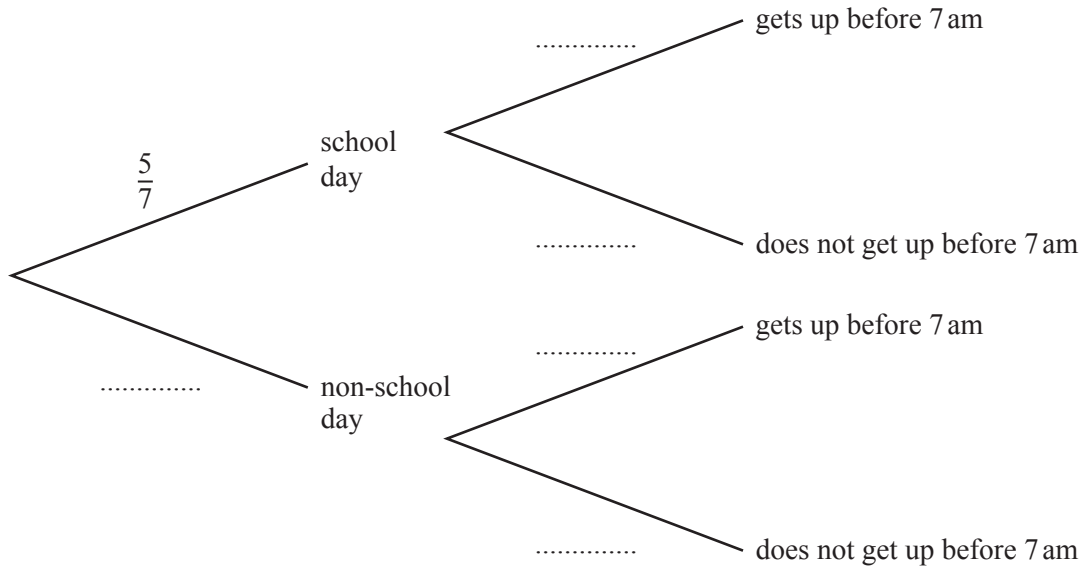 gets up before 7 am
.............
school
day
5
7
.............
does not get up before 7 am
gets up before 7 am
.............
.............
non-school
day
.............
does not get up before 7 am